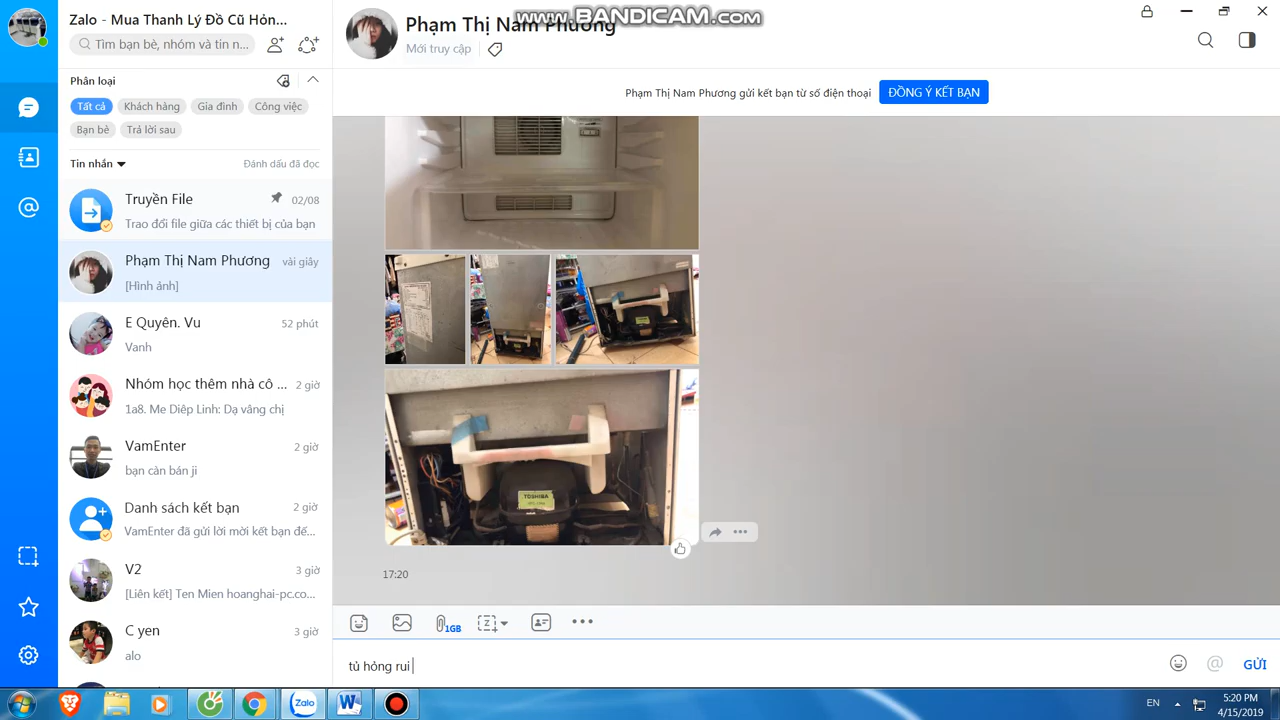 Zalo - Mua Thanh Lý Đồ Cũ Hỏn...
www.BANDICAM.com
Phạm Thị Nam Phương
Mới truy cập
Tìm bạn bè, nhóm và tin n...
Phân loại
Tất cả
Khách hàng
Gia đình
Công việc
Bạn bè
Trả lời sau
Tin nhắn
Đánh dấu đã đọc
Phạm Thị Nam Phương gửi kết bạn từ số điện thoại
ĐỒNG Ý KẾT BẠN
Truyền File
02/08
Trao đổi file giữa các thiết bị của bạn
Phạm Thị Nam Phương
vài giây
[Hình ảnh]
E Quyên. Vu
52 phút
Vanh
Nhóm học thêm nhà cô ...
2 giờ
1a8. Me Diêp Linh: Dạ vâng chị
VamEnter
2 giờ
bạn càn bán ji
Danh sách kết bạn
2 giờ
VamEnter đã gửi lời mời kết bạn đế...
V2
3 giờ
[Liên kết] Ten Mien hoanghai-pc.co...
C yen
3 giờ
alo
TOSHIBA
17:20
1GB
tủ hỏng rui
@
GỬI
Zalo
EN
5:20 PM
4/15/2019